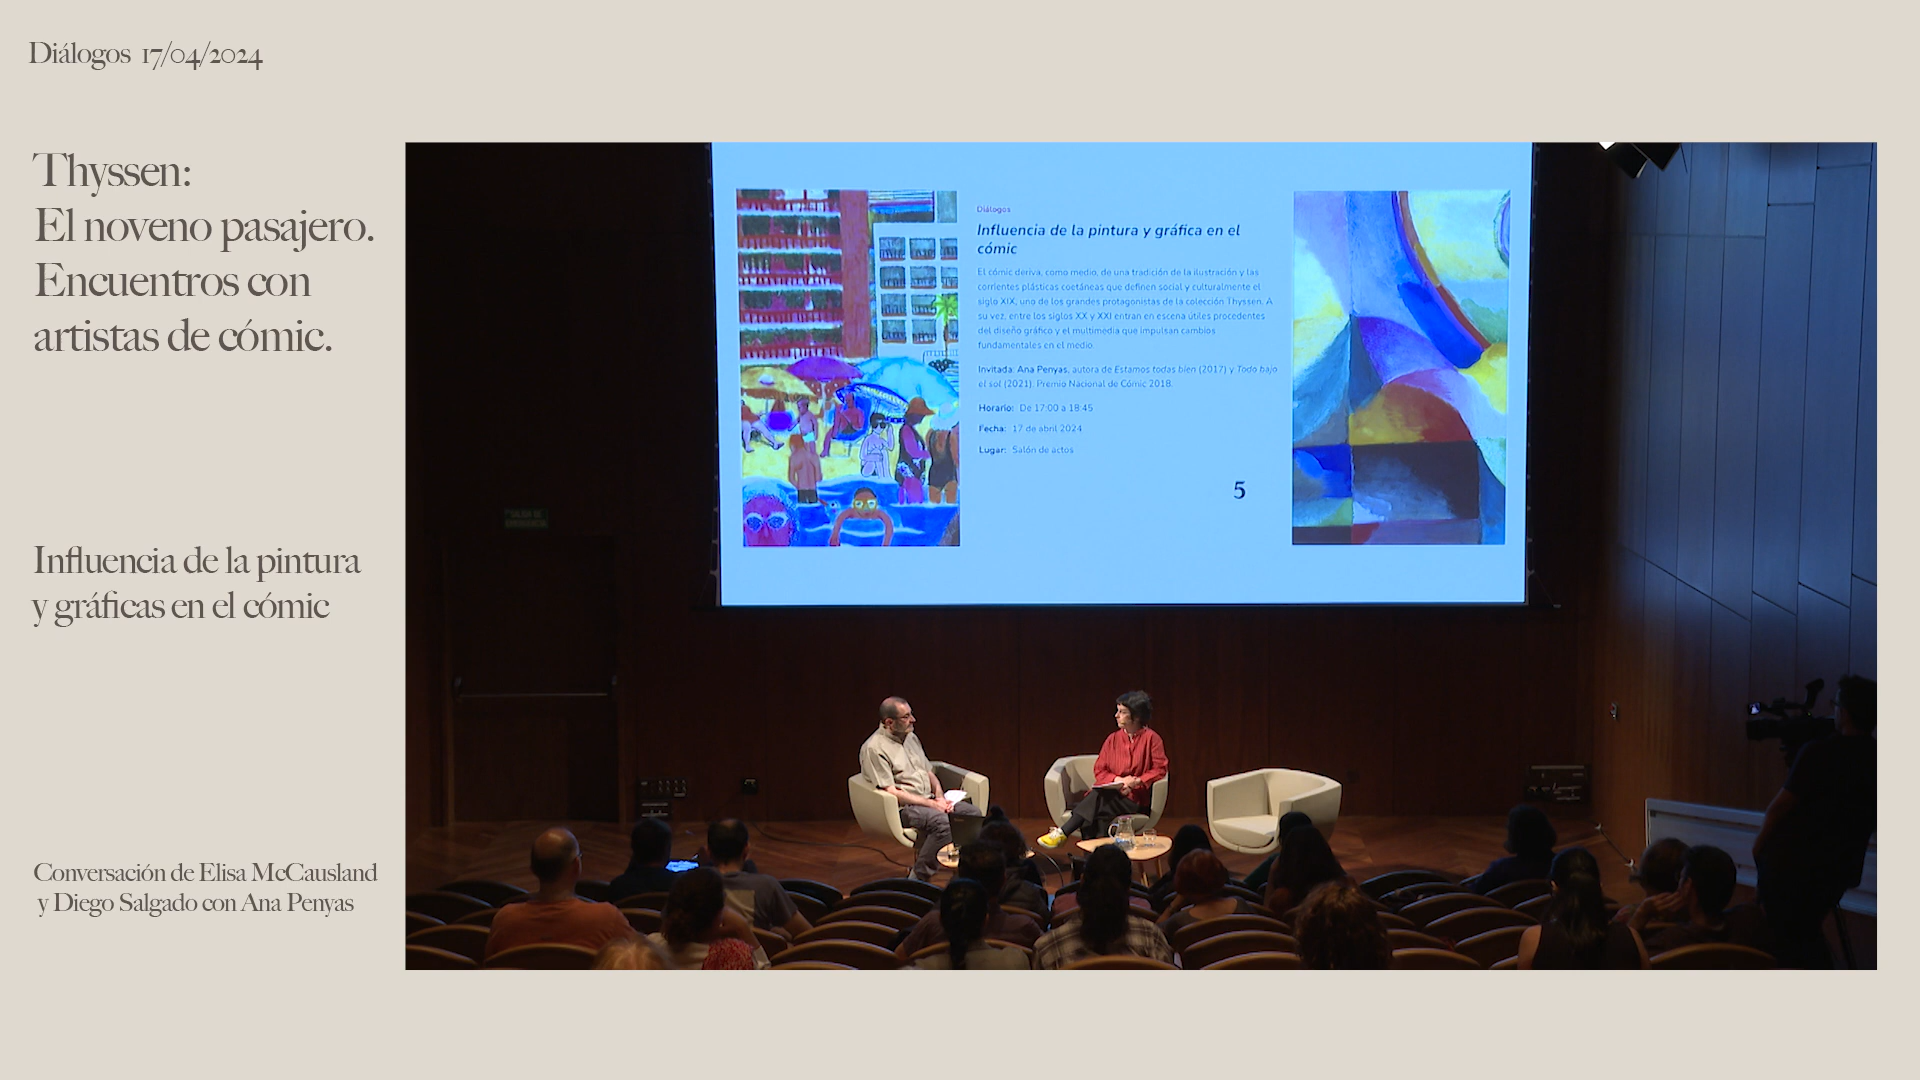 Diálogos 17/04/2024
Thyssen:
El noveno pasajero.
Encuentros con
artistas de cómic.
Influencia de la pintura
y gráficas en el cómic
Conversación de Elisa McCausland
y Diego Salgado con Ana Penyas
Diálogos
Influencia de la pintura y gráfica en el
cómic
El cómic deriva, como medio, de una tradición de la ilustración y las
corrientes plásticas coetáneas que definen social y culturalmente el
siglo XIX, uno de los grandes protagonistas de la colección Thyssen. A
su vez, entre los siglos XX y XXI entran en escena útiles procedentes
del diseño gráfico y el multimedia que impulsan cambios
fundamentales en el medio.
Invitada: Ana Penyas, autora de Estamos todas bien (2017) y Todo bajo
el sol (2021). Premio Nacional de Cómic 2018.
Horario: De 17:00 a 18:45
Fecha: 17 de abril 2024
Lugar: Salón de actos
5